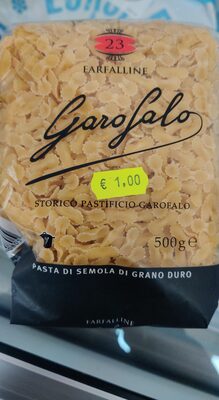 23
FARFALLINE
Garofalo
€ 1,00
STORICO PASTIFICIO GAROFALO
500g e
PASTA DI SEMOLA DI GRANO DURO
FARFALLINE